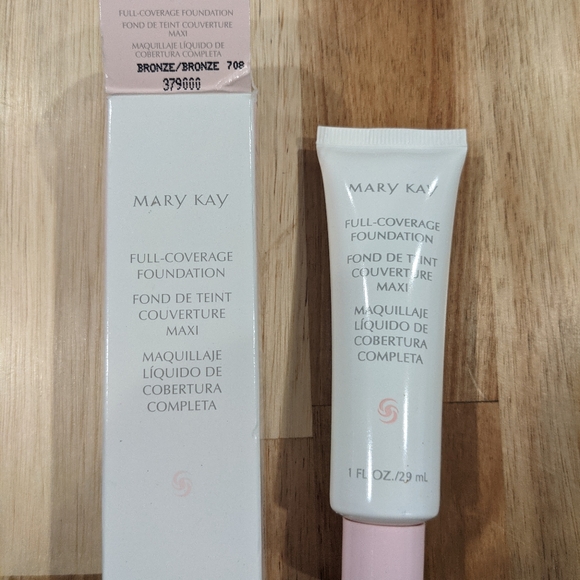 FULL-COVERAGE FOUNDATION
FOND DE TEINT COUVERTURE
MAXI
MAQUILLAJE LÍQUIDO DE
COBERTURA COMPLETA
BRONZE/BRONZE 708
379000
MARY KAY
FULL-COVERAGE
FOUNDATION
FOND DE TEINT
COUVERTURE
MAXI
MAQUILLAJE
LÍQUIDO DE
COBERTURA
COMPLETA
MARY KAY
FULL-COVERAGE
FOUNDATION
FOND DE TEINT
COUVERTURE
MAXI
MAQUILLAJE
LÍQUIDO DE
COBERTURA
COMPLETA
1 FL OZ./29 mL